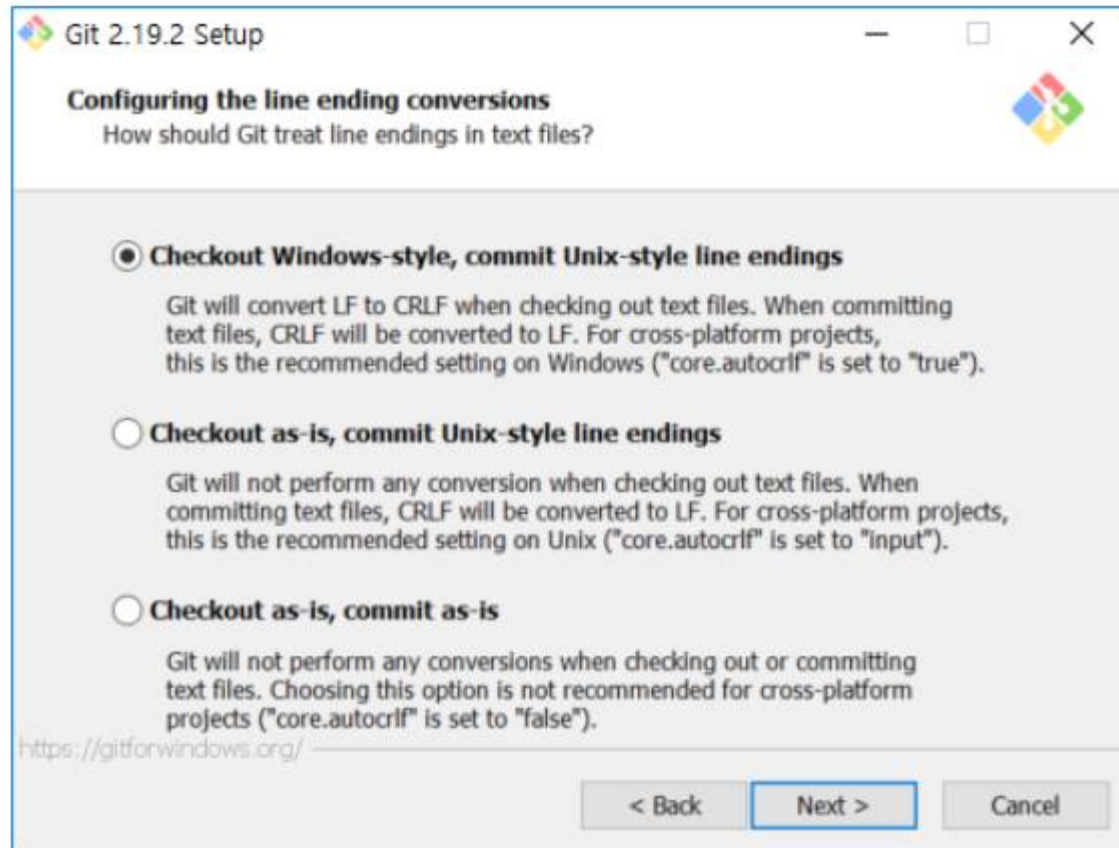 Git 2.19.2 Setup
Configuring the line ending conversions
How should Git treat line endings in text files?
Checkout Windows-style, commit Unix-style line endings
Git will convert LF to CRLF when checking out text files. When committing
text files, CRLF will be converted to LF. For cross-platform projects,
this is the recommended setting on Windows ("core.autocrlf" is set to "true").
Checkout as-is, commit Unix-style line endings
Git will not perform any conversion when checking out text files. When
committing text files, CRLF will be converted to LF. For cross-platform projects,
this is the recommended setting on Unix ("core.autocrlf" is set to "input").
Checkout as-is, commit as-is
Git will not perform any conversions when checking out or committing
text files. Choosing this option is not recommended for cross-platform
projects ("core.autocrlf" is set to "false").
https://gitforwindows.org/
< Back Next > Cancel